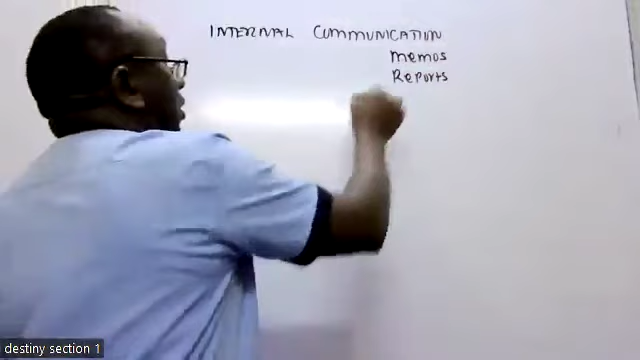 INTERNAL COMMUNICATION
memos
Reports
destiny section 1